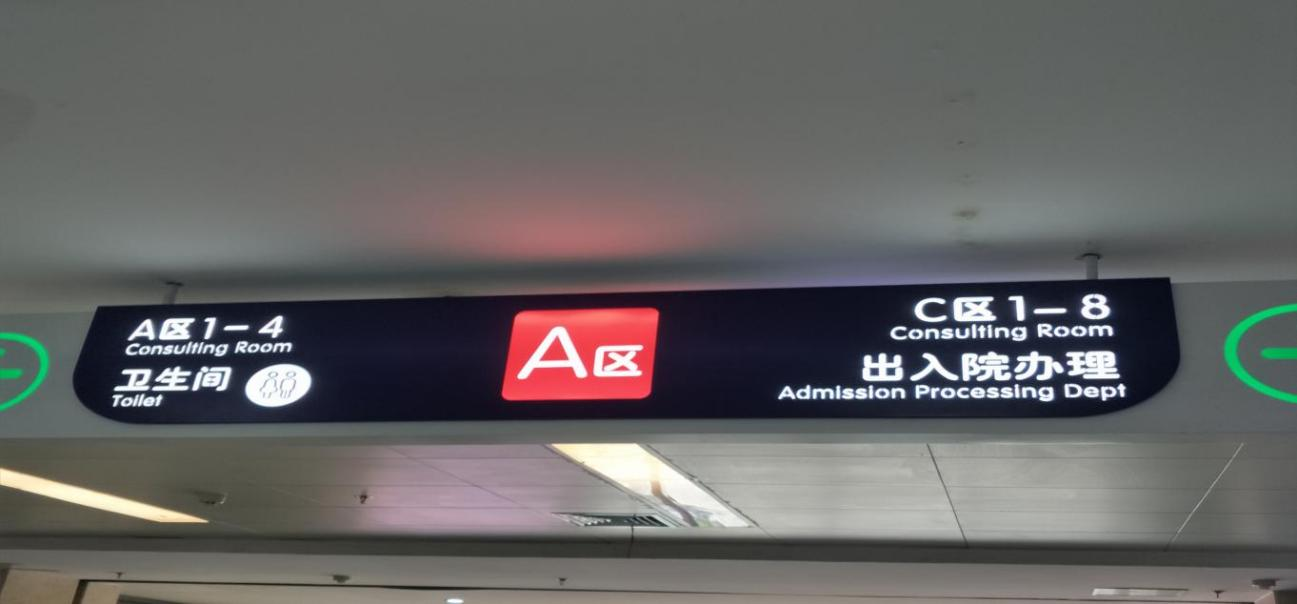 A区1-4
Consulting Room
卫生间
Toilet
A区
C区1-8
Consulting Room
出入院办理
Admission Processing Dept